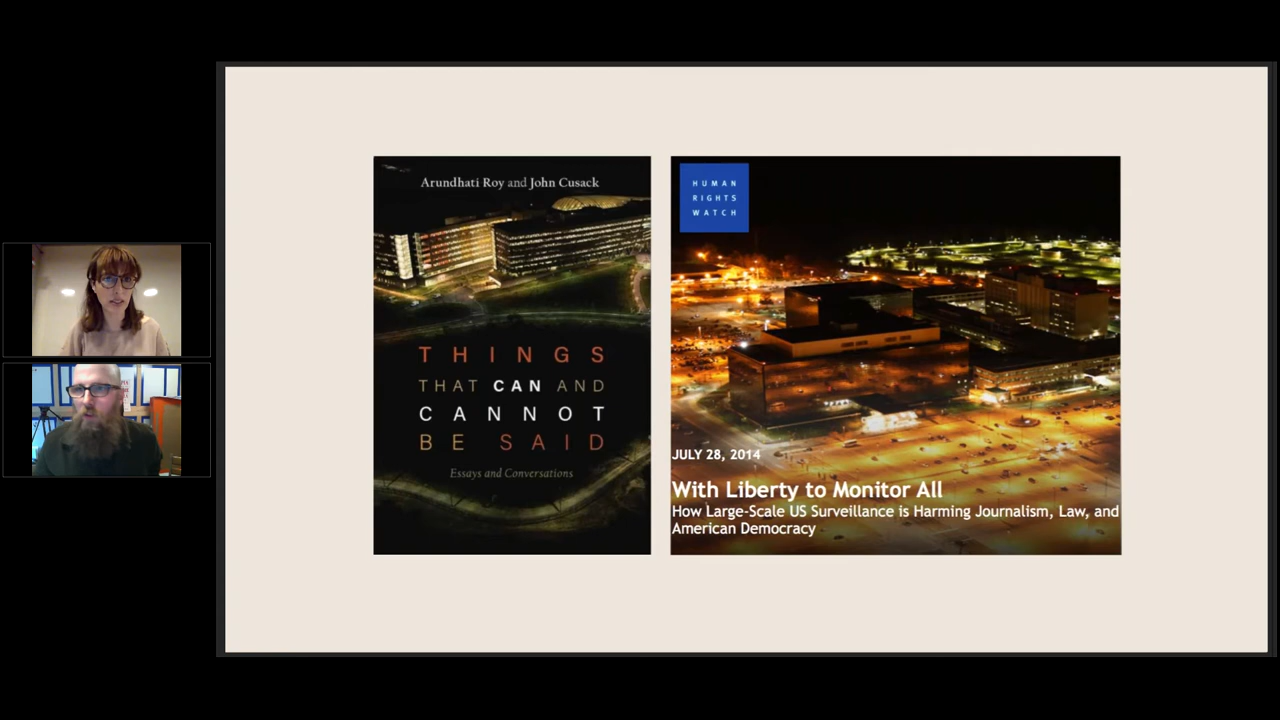 Arundhati Roy and John Cusack
THINGS
THAT CAN AND
CANNOT
BE SAID
Essays and Conversations
HUMAN
RIGHTS
WATCH
JULY 28, 2014
With Liberty to Monitor All
How Large-Scale US Surveillance is Harming Journalism, Law, and
American Democracy